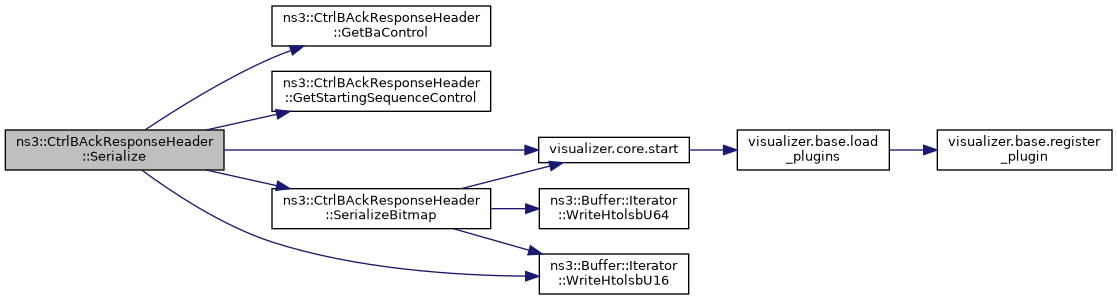 ns3::CtrlBAckResponseHeader
::GetBaControl
ns3::CtrlBAckResponseHeader
::GetStartingSequenceControl
ns3::CtrlBAckResponseHeader
::Serialize
visualizer.core.start
visualizer.base.load
_plugins
visualizer.base.register
_plugin
ns3::CtrlBAckResponseHeader
::SerializeBitmap
ns3::Buffer::Iterator
::WriteHtolsbU64
ns3::Buffer::Iterator
::WriteHtolsbU16